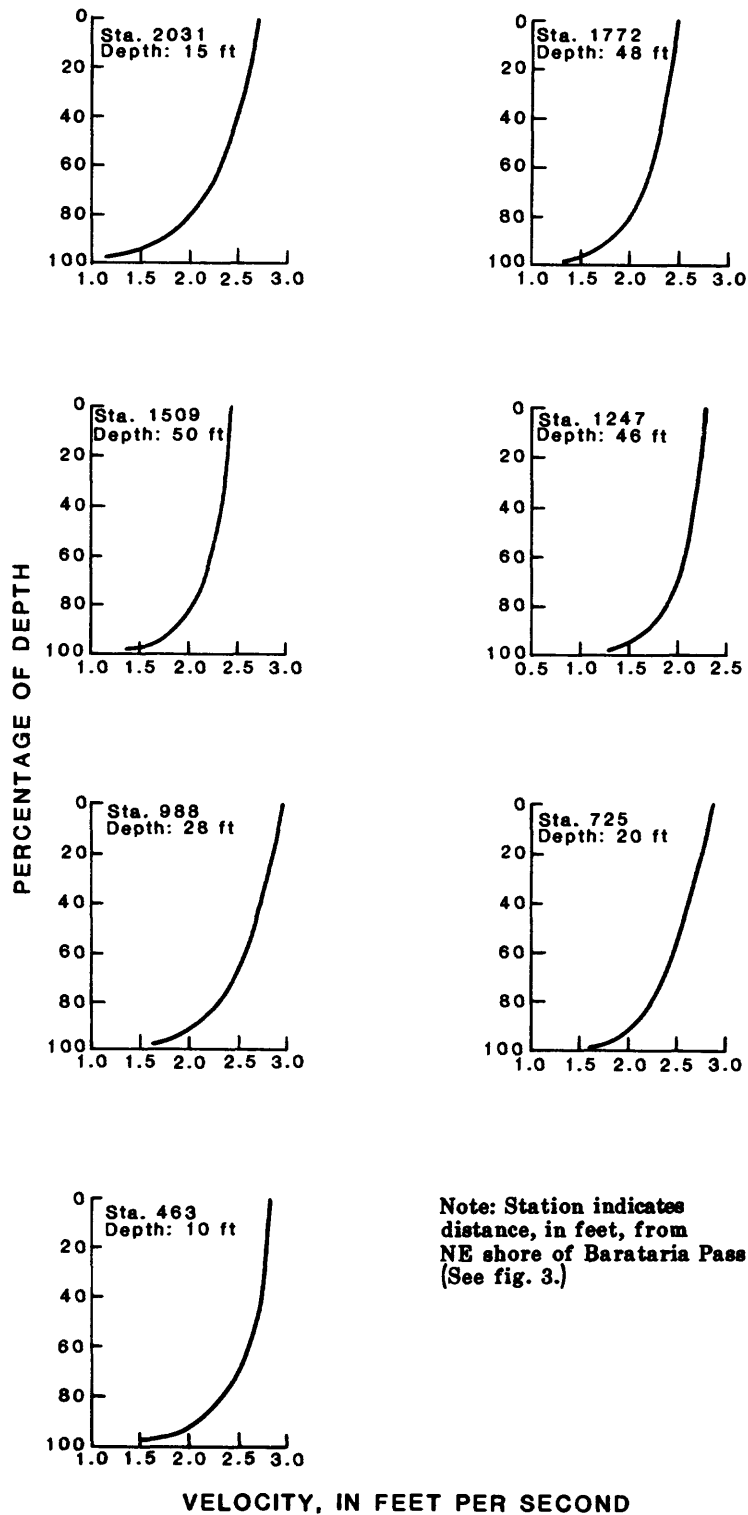 Sta. 2031
Depth: 15 ft
0
20
40
60
80
100
1.0 1.5 2.0 2.5 3.0
Sta. 1772
Depth: 48 ft
0
20
40
60
80
100
1.0 1.5 2.0 2.5 3.0
Sta. 1509
Depth: 50 ft
0
20
40
60
80
100
1.0 1.5 2.0 2.5 3.0
Sta. 1247
Depth: 46 ft
0
20
40
60
80
100
0.5 1.0 1.5 2.0 2.5
PERCENTAGE OF DEPTH
Sta. 988
Depth: 28 ft
0
20
40
60
80
100
1.0 1.5 2.0 2.5 3.0
Sta. 725
Depth: 20 ft
0
20
40
60
80
100
1.0 1.5 2.0 2.5 3.0
Sta. 463
Depth: 10 ft
0
20
40
60
80
100
1.0 1.5 2.0 2.5 3.0
Note: Station indicates
distance, in feet, from
NE shore of Barataria Pass
(See fig. 3.)
VELOCITY, IN FEET PER SECOND